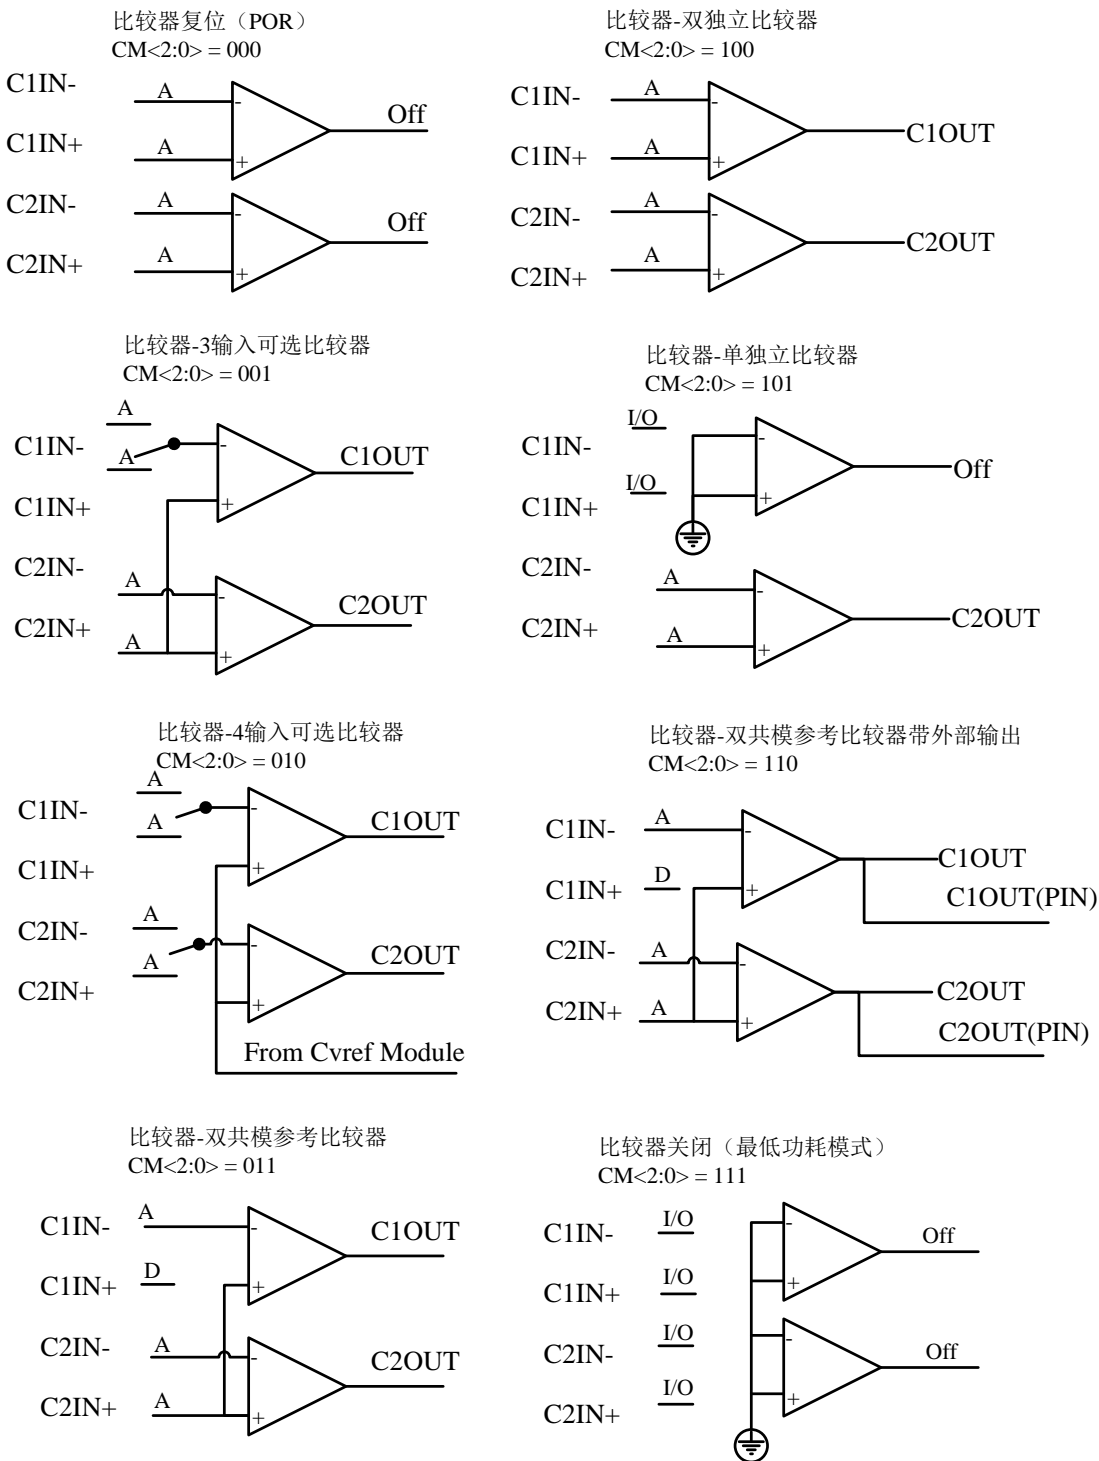 比较器复位（POR）
CM<2:0> = 000
C1IN-
A
-
Off
C1IN+
A
+
C2IN-
A
-
Off
C2IN+
A
+
比较器-双独立比较器
CM<2:0> = 100
C1IN-
A
-
C1OUT
C1IN+
A
+
C2IN-
A
-
C2OUT
C2IN+
A
+
比较器-3输入可选比较器
CM<2:0> = 001
A
C1IN-
A
-
C1OUT
C1IN+
+
C2IN-
A
-
C2OUT
C2IN+
A
+
比较器-单独立比较器
CM<2:0> = 101
I/O
C1IN-
-
Off
I/O
C1IN+
+
C2IN-
A
-
C2OUT
C2IN+
A
+
比较器-4输入可选比较器
CM<2:0> = 010
A
C1IN-
A
-
C1OUT
C1IN+
+
A
C2IN-
A
-
C2OUT
C2IN+
+
From Cvref Module
比较器-双共模参考比较器带外部输出
CM<2:0> = 110
C1IN-
A
-
C1OUT
C1IN+
D
+
C1OUT(PIN)
C2IN-
A
-
C2OUT
C2IN+
A
+
C2OUT(PIN)
比较器-双共模参考比较器
CM<2:0> = 011
C1IN-
A
-
C1OUT
C1IN+
D
+
C2IN-
A
-
C2OUT
C2IN+
A
+
比较器关闭（最低功耗模式）
CM<2:0> = 111
C1IN-
I/O
-
Off
C1IN+
I/O
+
C2IN-
I/O
-
Off
C2IN+
I/O
+